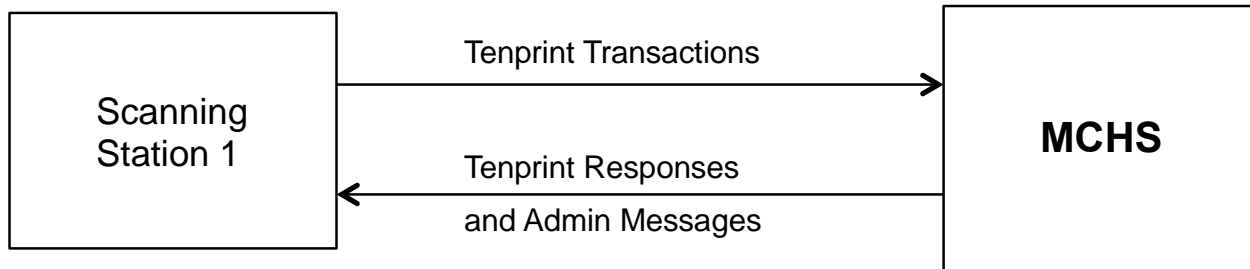 Scanning
Station 1
Tenprint Transactions
Tenprint Responses
and Admin Messages
MCHS